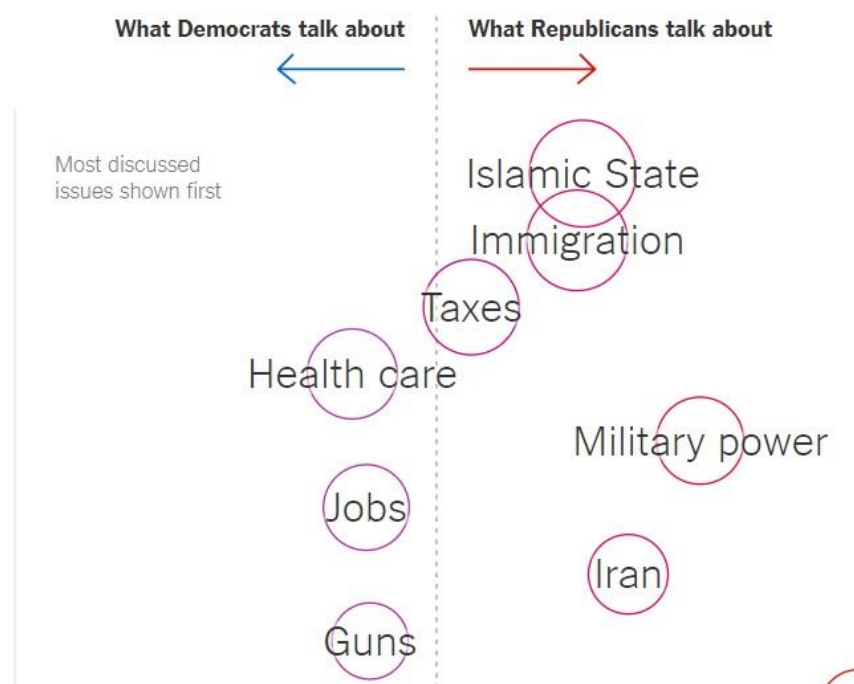 What Democrats talk about
What Republicans talk about
Most discussed
issues shown first
Islamic State
Immigration
Taxes
Health care
Military power
Jobs
Iran
Guns